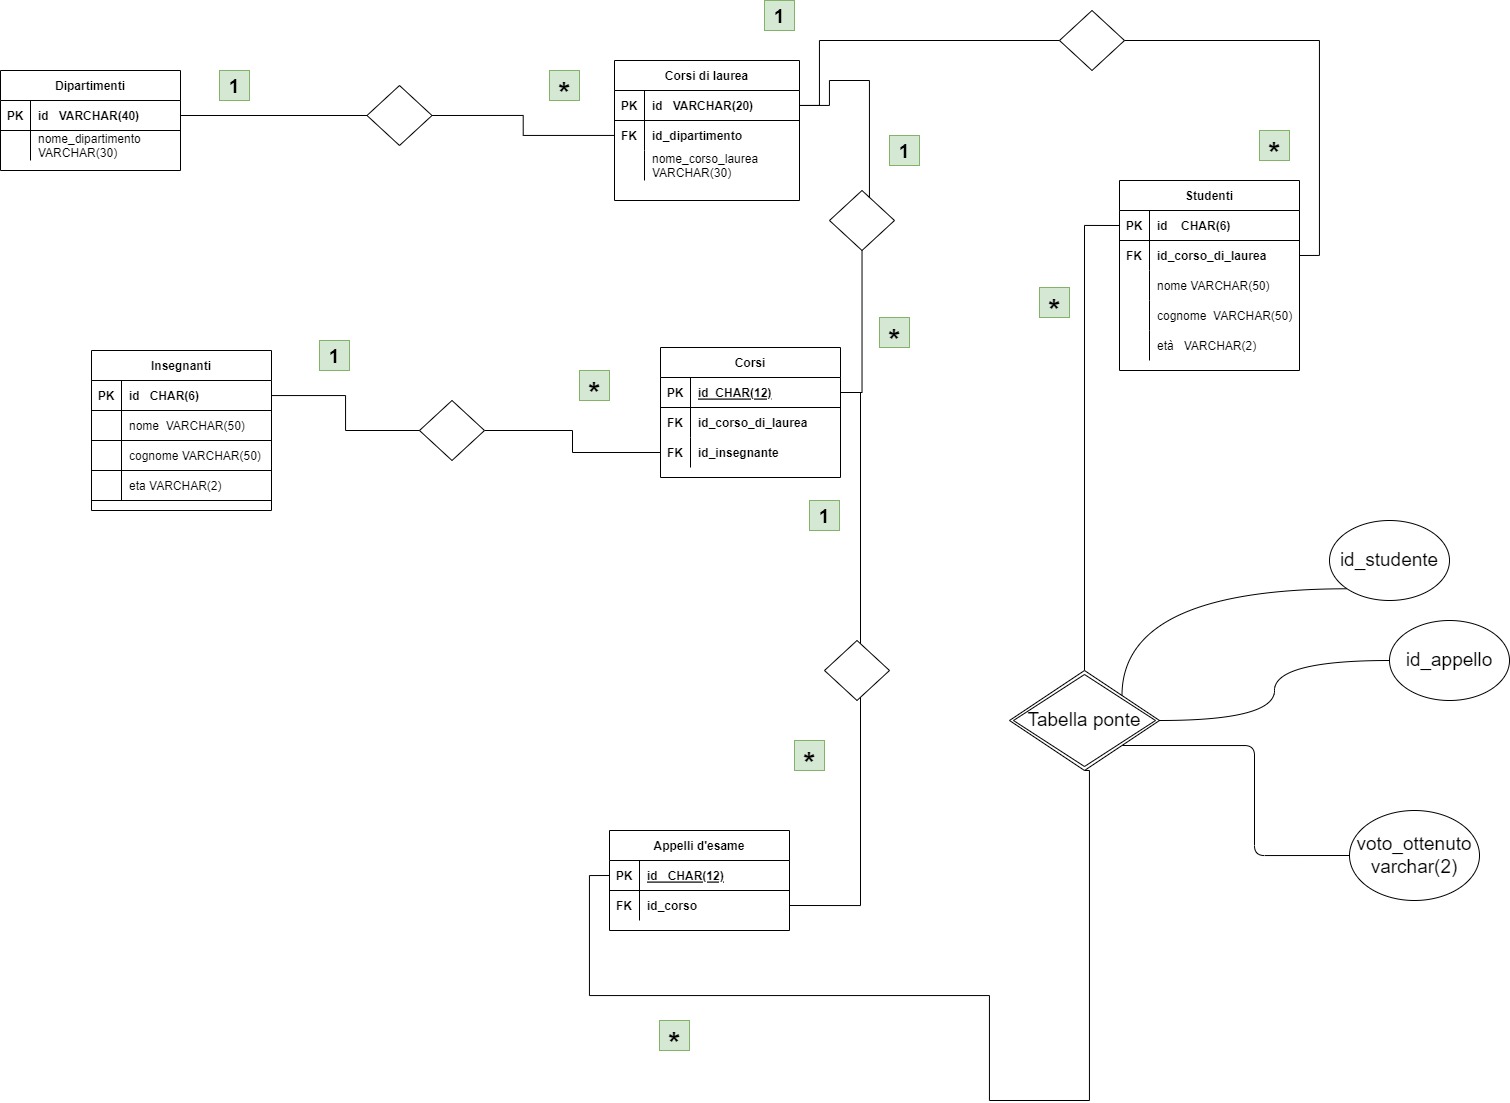 1
Dipartimenti
PK id VARCHAR(40)
nome_dipartimento
VARCHAR(30)
1
*
Corsi di laurea
PK id VARCHAR(20)
FK id_dipartimento
nome_corso_laurea
VARCHAR(30)
1
*
Studenti
PK id CHAR(6)
FK id_corso_di_laurea
nome VARCHAR(50)
cognome VARCHAR(50)
età VARCHAR(2)
*
*
Insegnanti
PK id CHAR(6)
nome VARCHAR(50)
cognome VARCHAR(50)
eta VARCHAR(2)
1
*
Corsi
PK id CHAR(12)
FK id_corso_di_laurea
FK id_insegnante
1
*
Appelli d'esame
PK id CHAR(12)
FK id_corso
*
Tabella ponte
id_studente
id_appello
voto_ottenuto
varchar(2)